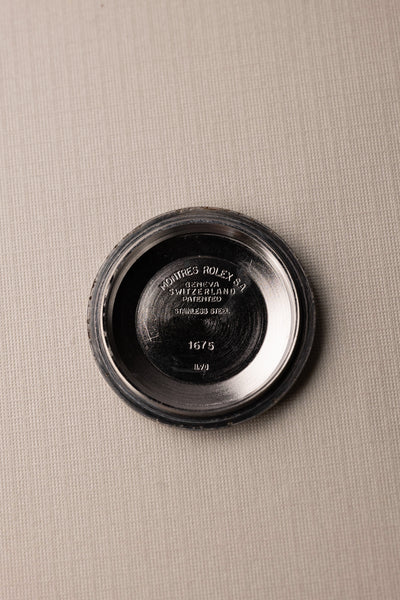 MONTRES ROLEX S.A.
GENEVA
SWITZERLAND
PATENTED
STAINLESS STEEL
1675